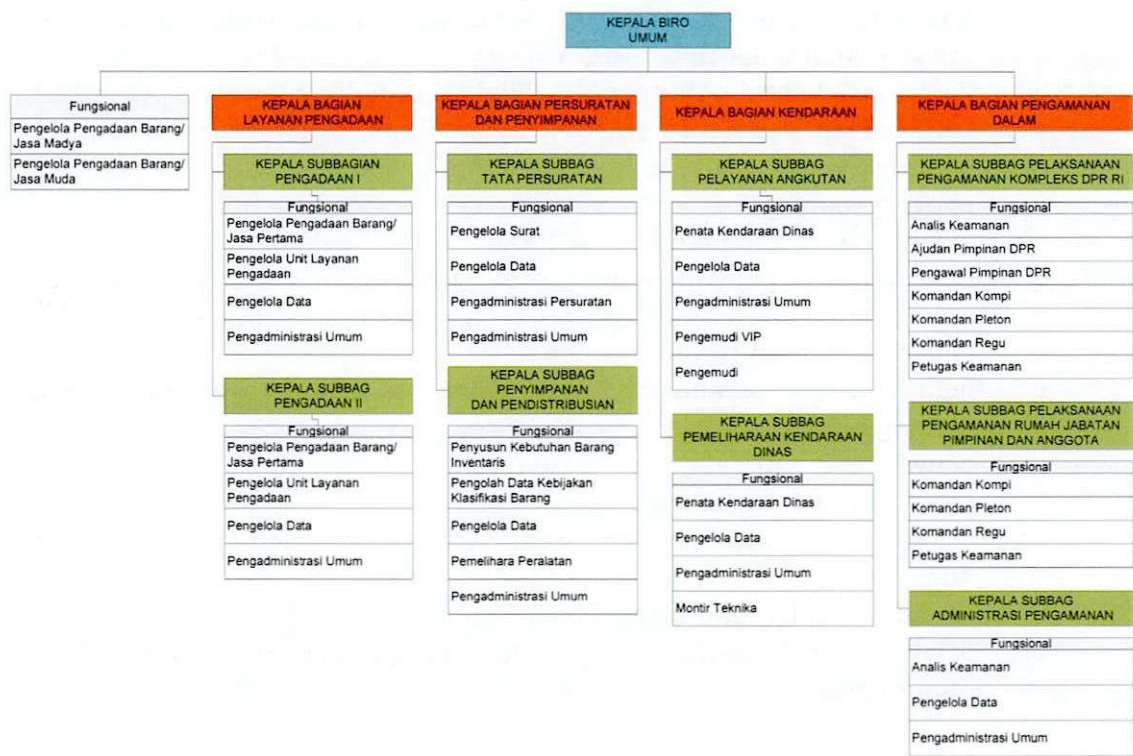 KEPALA BIRO
UMUM
Fungsional
Pengelola Pengadaan Barang/
Jasa Madya
Pengelola Pengadaan Barang/
Jasa Muda
KEPALA BAGIAN
LAYANAN PENGADAAN
KEPALA SUBBAGIAN
PENGADAAN I
Fungsional
Pengelola Pengadaan Barang/
Jasa Pertama
Pengelola Unit Layanan
Pengadaan
Pengelola Data
Pengadministrasi Umum
KEPALA SUBBAG
PENGADAAN II
Fungsional
Pengelola Pengadaan Barang/
Jasa Pertama
Pengelola Unit Layanan
Pengadaan
Pengelola Data
Pengadministrasi Umum
KEPALA BAGIAN PERSURATAN
DAN PENYIMPANAN
KEPALA SUBBAG
TATA PERSURATAN
Fungsional
Pengelola Surat
Pengelola Data
Pengadministrasi Persuratan
Pengadministrasi Umum
KEPALA SUBBAG
PENYIMPANAN
DAN PENDISTRIBUSIAN
Fungsional
Penyusun Kebutuhan Barang
Inventaris
Pengolah Data Kebijakan
Klasifikasi Barang
Pengelola Data
Pemelihara Peralatan
Pengadministrasi Umum
KEPALA BAGIAN KENDARAAN
KEPALA SUBBAG
PELAYANAN ANGKUTAN
Fungsional
Penata Kendaraan Dinas
Pengelola Data
Pengadministrasi Umum
Pengemudi VIP
Pengemudi
KEPALA SUBBAG
PEMELIHARAAN KENDARAAN
DINAS
Fungsional
Penata Kendaraan Dinas
Pengelola Data
Pengadministrasi Umum
Montir Teknika
KEPALA BAGIAN PENGAMANAN
DALAM
KEPALA SUBBAG PELAKSANAAN
PENGAMANAN KOMPLEKS DPR RI
Fungsional
Analis Keamanan
Ajudan Pimpinan DPR
Pengawal Pimpinan DPR
Komandan Kompi
Komandan Pleton
Komandan Regu
Petugas Keamanan
KEPALA SUBBAG PELAKSANAAN
PENGAMANAN RUMAH JABATAN
PIMPINAN DAN ANGGOTA
Fungsional
Komandan Kompi
Komandan Pleton
Komandan Regu
Petugas Keamanan
KEPALA SUBBAG
ADMINISTRASI PENGAMANAN
Fungsional
Analis Keamanan
Pengelola Data
Pengadministrasi Umum